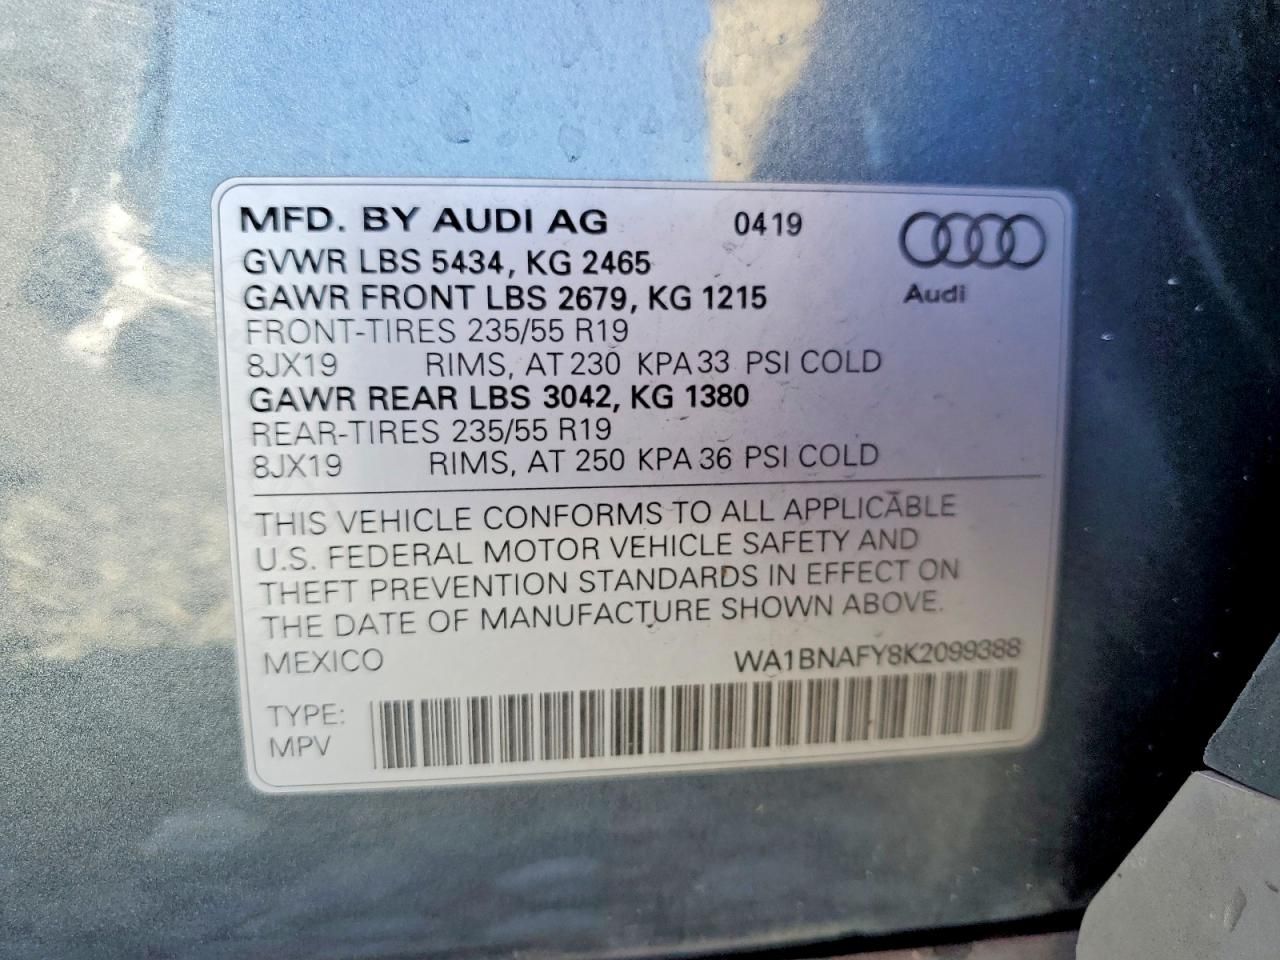 MFD. BY AUDI AG 0419
GVWR LBS 5434, KG 2465
GAWR FRONT LBS 2679, KG 1215
Audi
FRONT-TIRES 235/55 R19
8JX19 RIMS, AT 230 KPA 33 PSI COLD
GAWR REAR LBS 3042, KG 1380
REAR-TIRES 235/55 R19
8JX19 RIMS, AT 250 KPA 36 PSI COLD
THIS VEHICLE CONFORMS TO ALL APPLICABLE
U.S. FEDERAL MOTOR VEHICLE SAFETY AND
THEFT PREVENTION STANDARDS IN EFFECT ON
THE DATE OF MANUFACTURE SHOWN ABOVE.
MEXICO WA1BNAFY8K2099388
TYPE:
MPV